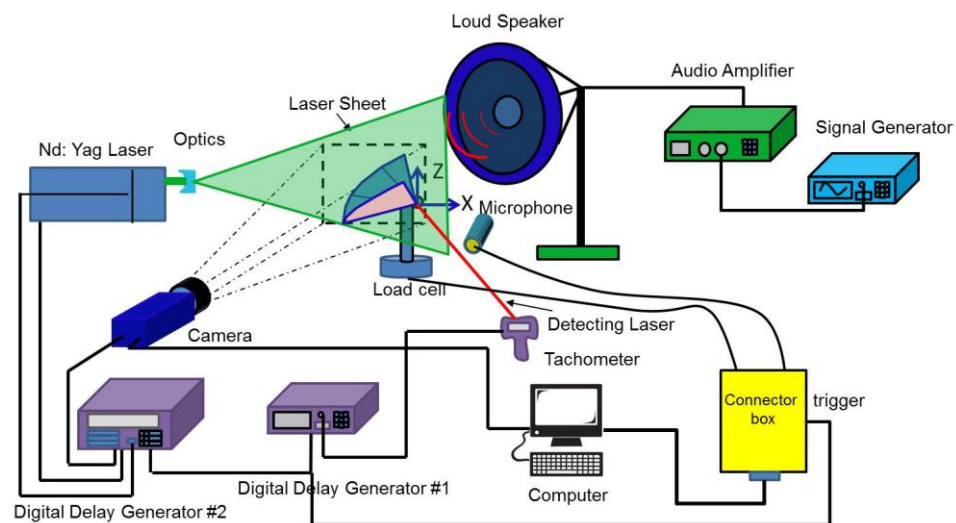 Loud Speaker
Audio Amplifier
Laser Sheet
Signal Generator
Optics
Nd: Yag Laser
Z
X
Microphone
Load cell
Detecting Laser
Camera
Tachometer
Connector
box
trigger
Digital Delay Generator #1
Computer
Digital Delay Generator #2